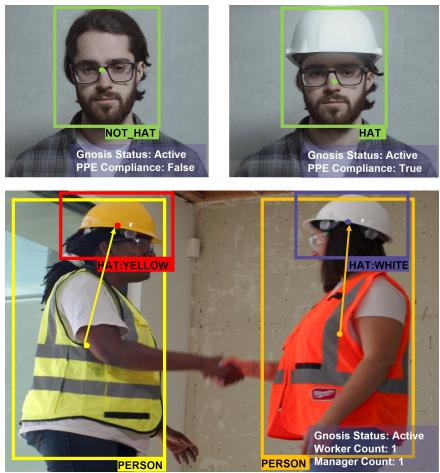 NOT_HAT
Gnosis Status: Active
PPE Compliance: False
HAT
Gnosis Status: Active
PPE Compliance: True
HAT:YELLOW
HAT:WHITE
Milwaukee
Gnosis Status: Active
Worker Count: 1
Manager Count: 1
PERSON
PERSON